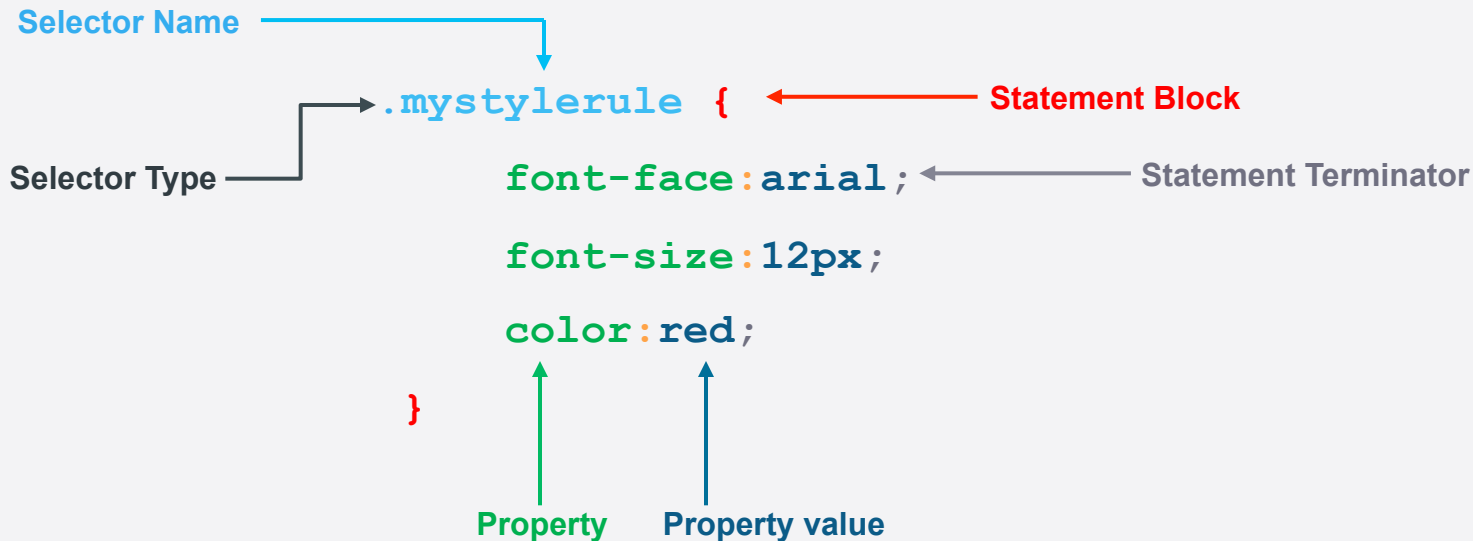 Selector Name
.mystylerule {
Statement Block
Selector Type
font-face:arial;
Statement Terminator
font-size:12px;
color:red;
}
Property
Property value